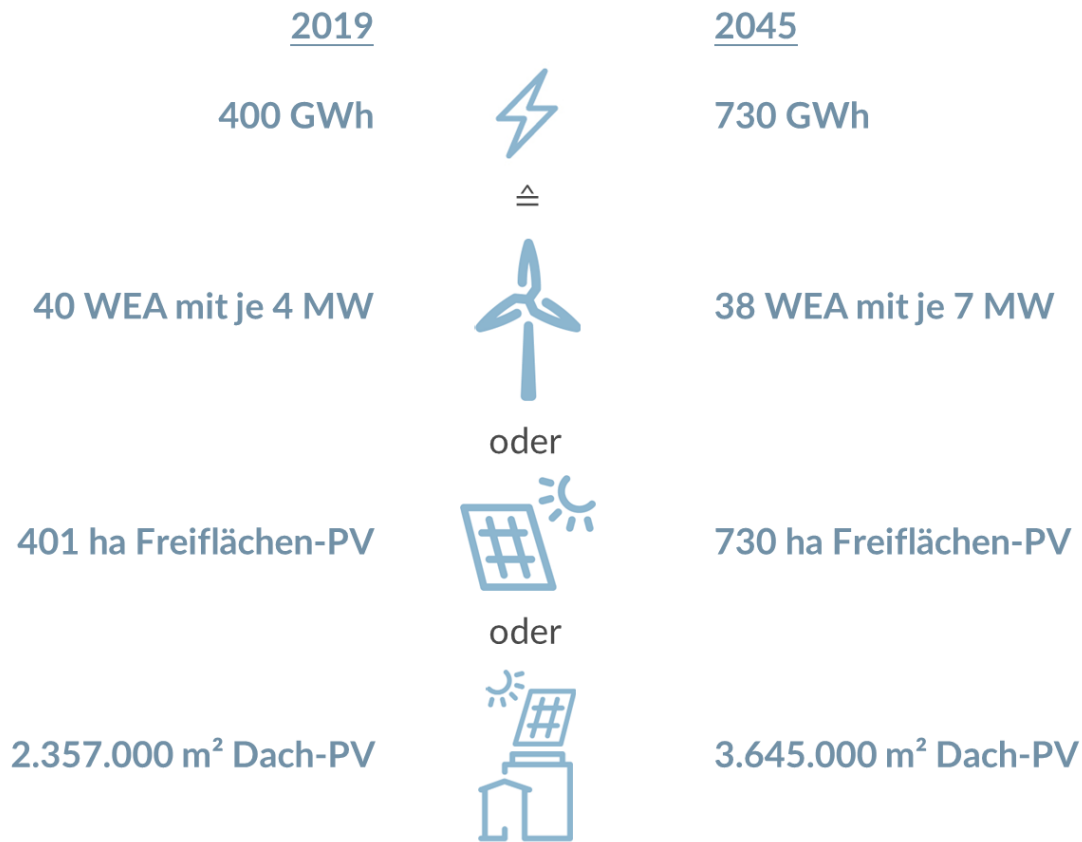 2019 2045
400 GWh 730 GWh
≙
40 WEA mit je 4 MW 38 WEA mit je 7 MW
oder
401 ha Freiflächen-PV 730 ha Freiflächen-PV
oder
2.357.000 m² Dach-PV 3.645.000 m² Dach-PV